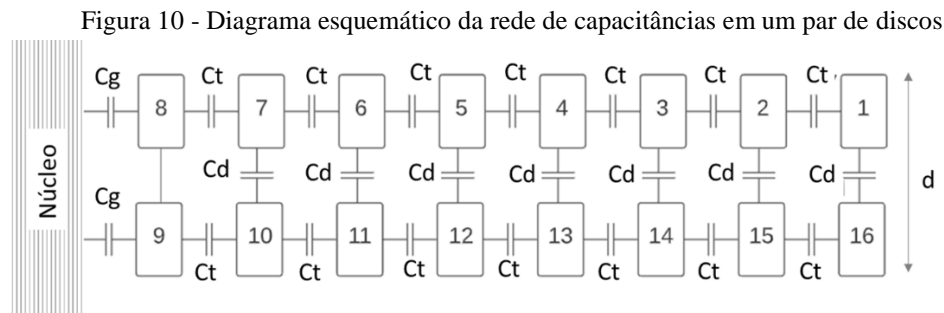 Figura 10 - Diagrama esquemático da rede de capacitâncias em um par de discos
Cg Ct Ct Ct Ct Ct Ct Ct
8 7 6 5 4 3 2 1
Cd Cd Cd Cd Cd Cd Cd
Núcleo
d
Cg
9 10 11 12 13 14 15 16
Ct Ct Ct Ct Ct Ct Ct